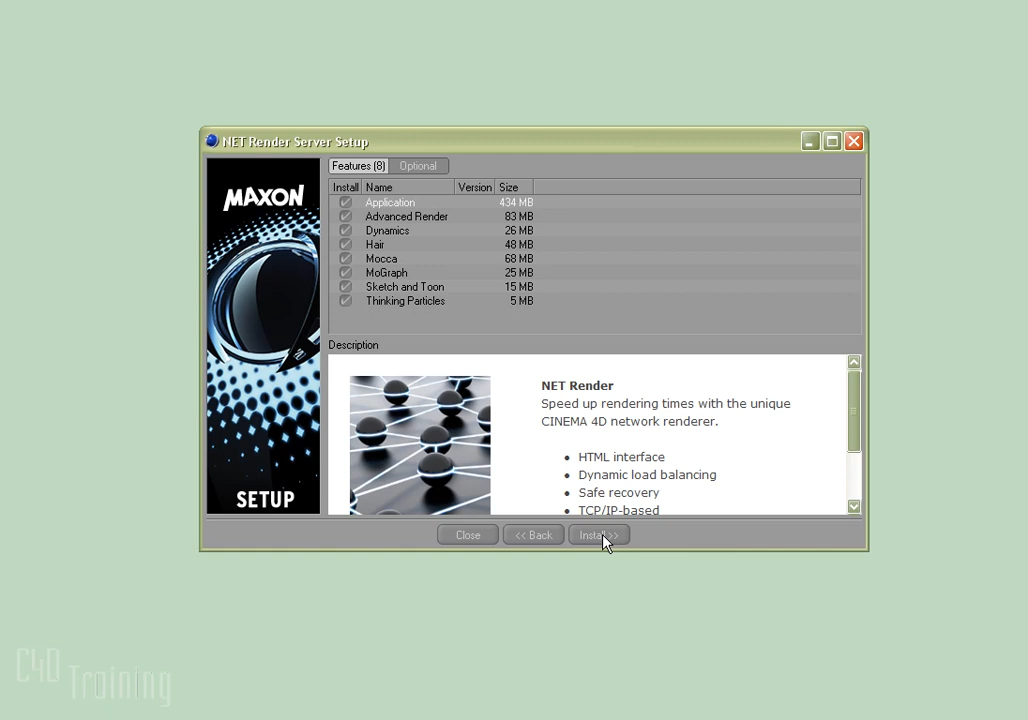 NET Render Server Setup
MAXON
SETUP
Features (8) Optional
Install Name Version Size
Application 434 MB
Advanced Render 83 MB
Dynamics 26 MB
Hair 48 MB
Mocca 68 MB
MoGraph 25 MB
Sketch and Toon 15 MB
Thinking Particles 5 MB
Description
NET Render
Speed up rendering times with the unique
CINEMA 4D network renderer.
• HTML interface
• Dynamic load balancing
• Safe recovery
• TCP/IP-based
Close << Back Install >>
C4D Training